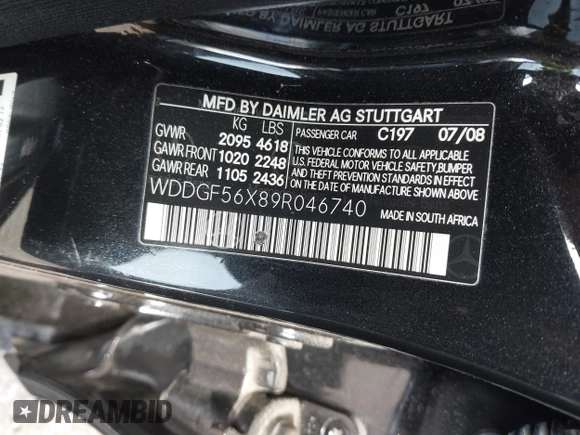 MFD BY DAIMLER AG STUTTGART
KG LBS PASSENGER CAR C197 07/08
GVWR 2095 4618
GAWR FRONT 1020 2248
GAWR REAR 1105 2436
THIS VEHICLE CONFORMS TO ALL APPLICABLE
U.S. FEDERAL MOTOR VEHICLE SAFETY,BUMPER
AND THEFT PREVENTION STANDARDS IN EFFECT
ON THE DATE OF MANUFACTURE SHOWN ABOVE.
WDDGF56X89R046740
MADE IN SOUTH AFRICA
DREAMBID